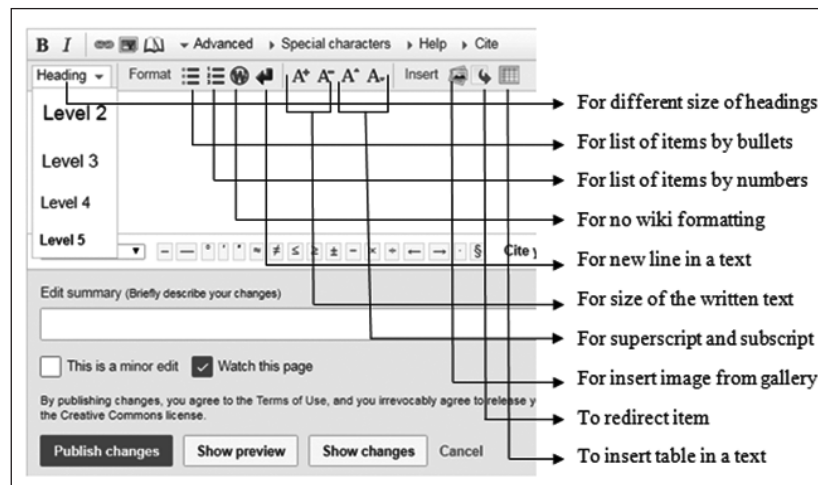 B I Advanced Special characters Help Cite
Heading Format A+ A- A^ A Insert
For different size of headings
Level 2
For list of items by bullets
Level 3
For list of items by numbers
Level 4
For no wiki formatting
Level 5
– — ° ′ ″ ≈ ≠ ≤ ≥ ± − × ÷ ← → · § Cite y
For new line in a text
Edit summary (Briefly describe your changes)
For size of the written text
For superscript and subscript
This is a minor edit Watch this page
For insert image from gallery
By publishing changes, you agree to the Terms of Use, and you irrevocably agree to release y
the Creative Commons license.
To redirect item
Publish changes Show preview Show changes Cancel
To insert table in a text